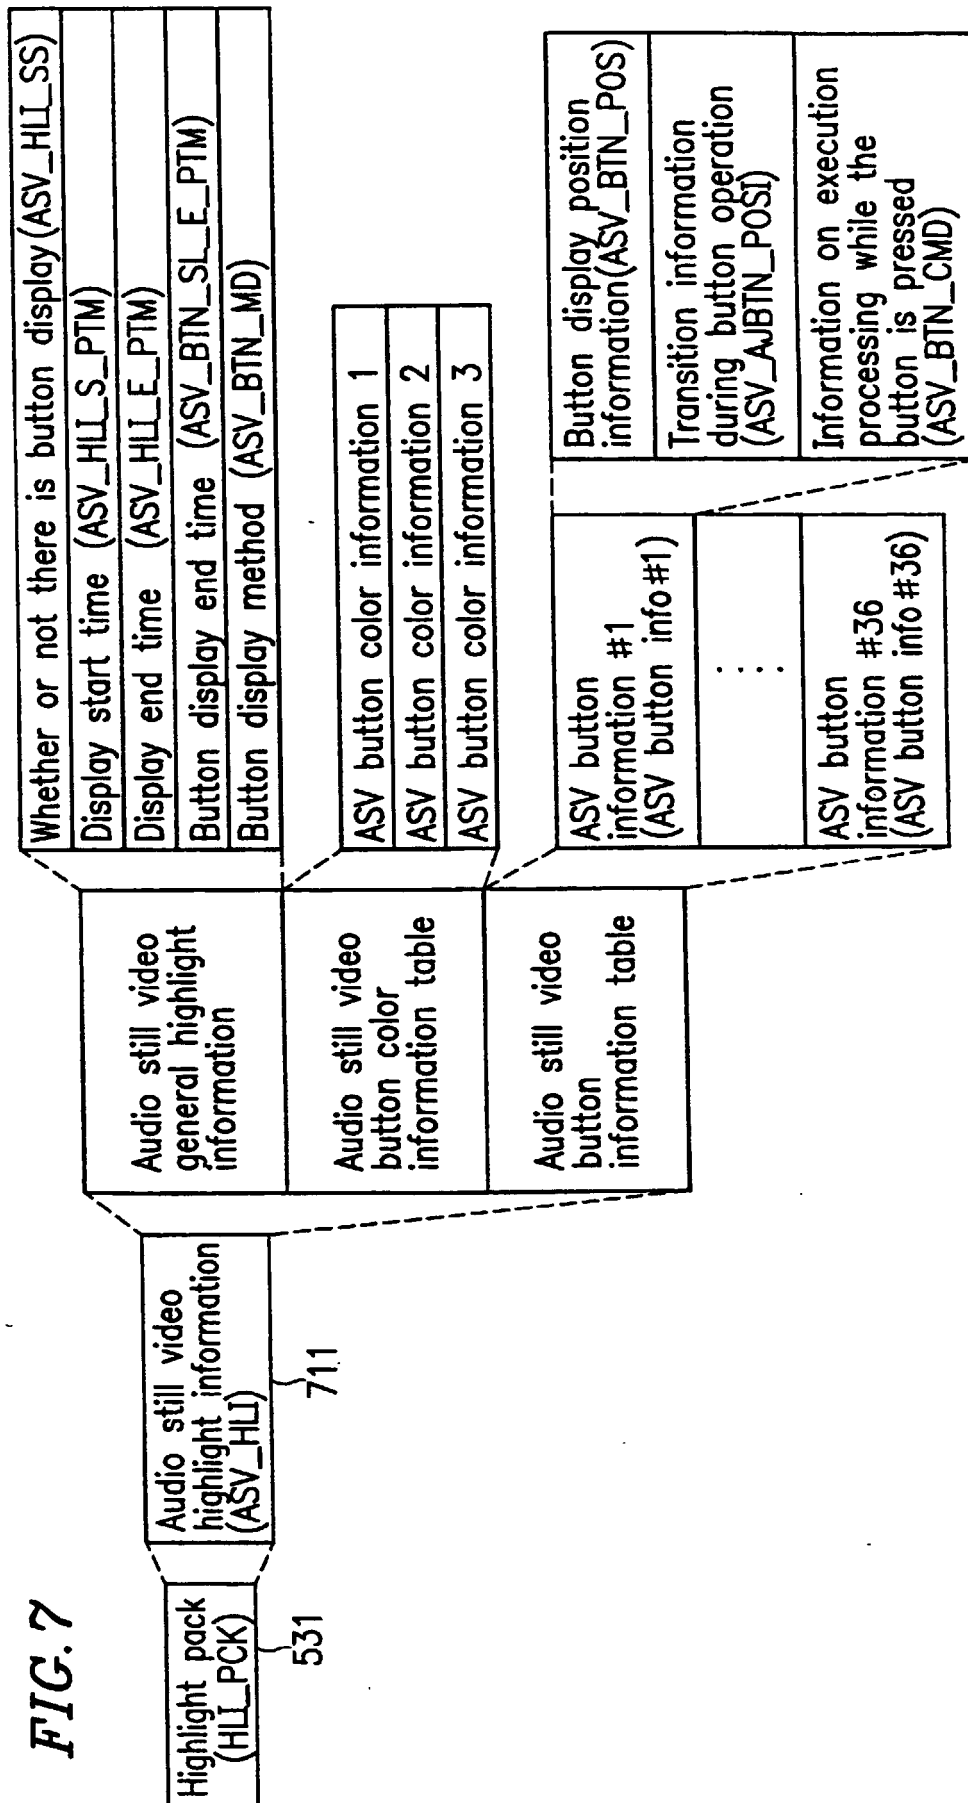 FIG. 7
Highlight pack
(HLI_PCK)
531
Audio still video
highlight information
(ASV_HLI)
711
Audio still video
general highlight
information
Audio still video
button color
information table
Audio still video
button
information table
Whether or not there is button display(ASV_HLI_SS)
Display start time (ASV_HLI_S_PTM)
Display end time (ASV_HLI_E_PTM)
Button display end time (ASV_BTN_SL_E_PTM)
Button display method (ASV_BTN_MD)
ASV button color information 1
ASV button color information 2
ASV button color information 3
ASV button
information #1
(ASV button info#1)
....
ASV button
information #36
(ASV button info #36)
Button display position
information(ASV_BTN_POS)
Transition information
during button operation
(ASV_AJBTN_POSI)
Information on execution
processing while the
button is pressed
(ASV_BTN_CMD)